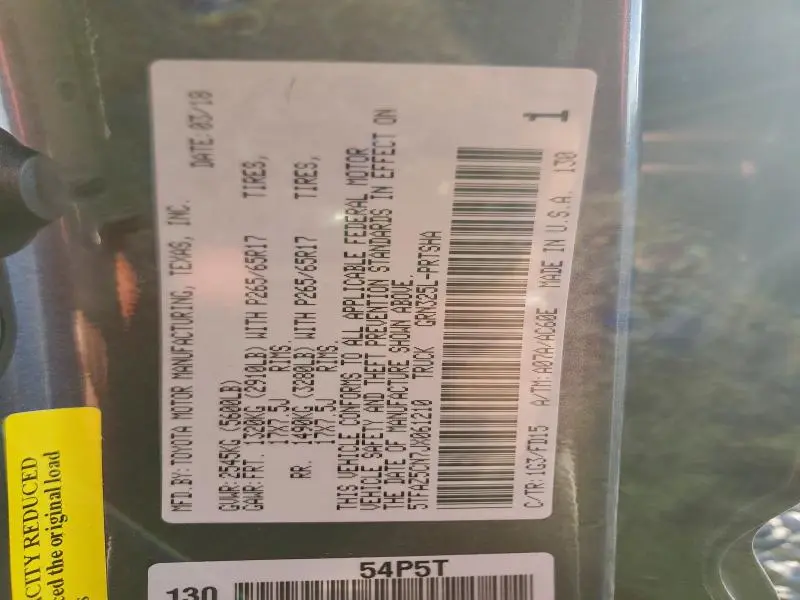 MFD.BY:TOYOTA MOTOR MANUFACTURING, TEXAS, INC. DATE:03/18
GVWR:2545KG (5600LB)
GAWR:FRT. 1320KG (2910LB) WITH P265/65R17 TIRES,
17X7.5J RIMS.
RR. 1490KG (3280LB) WITH P265/65R17 TIRES,
17X7.5J RIMS.
THIS VEHICLE CONFORMS TO ALL APPLICABLE FEDERAL MOTOR
VEHICLE SAFETY AND THEFT PREVENTION STANDARDS IN EFFECT ON
THE DATE OF MANUFACTURE SHOWN ABOVE.
5TFAZ5CN7JX061210 TRUCK GRN325L-PRTSHA
C/TR:1G3/FD15 A/TM:A07A/AC60E MADE IN U.S.A. 130
1
CITY REDUCED
ced the original load
54P5T
130